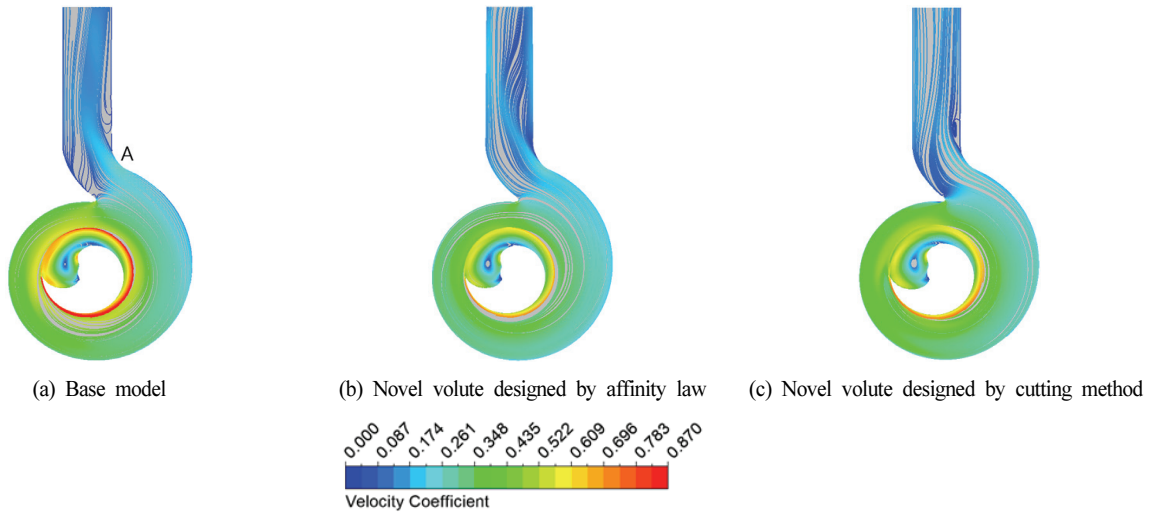 A
(a) Base model
(b) Novel volute designed by affinity law
(c) Novel volute designed by cutting method
0.000 0.087 0.174 0.261 0.348 0.435 0.522 0.609 0.696 0.783 0.870
Velocity Coefficient